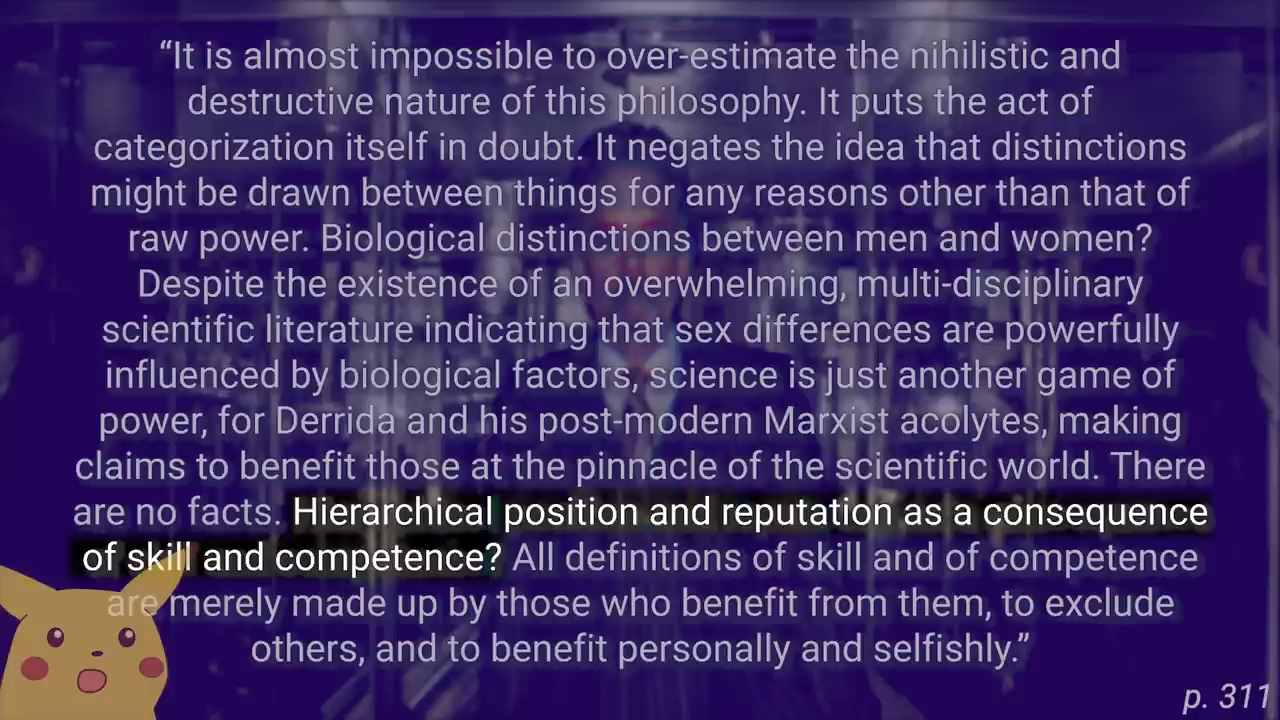 “It is almost impossible to over-estimate the nihilistic and
destructive nature of this philosophy. It puts the act of
categorization itself in doubt. It negates the idea that distinctions
might be drawn between things for any reasons other than that of
raw power. Biological distinctions between men and women?
Despite the existence of an overwhelming, multi-disciplinary
scientific literature indicating that sex differences are powerfully
influenced by biological factors, science is just another game of
power, for Derrida and his post-modern Marxist acolytes, making
claims to benefit those at the pinnacle of the scientific world. There
are no facts. Hierarchical position and reputation as a consequence
of skill and competence? All definitions of skill and of competence
are merely made up by those who benefit from them, to exclude
others, and to benefit personally and selfishly.”
p. 311